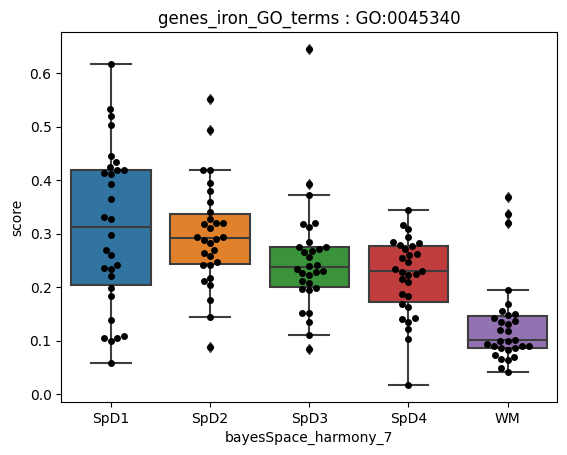 genes_iron_GO_terms : GO:0045340
score
0.6
0.5
0.4
0.3
0.2
0.1
0.0
SpD1 SpD2 SpD3 SpD4 WM
bayesSpace_harmony_7